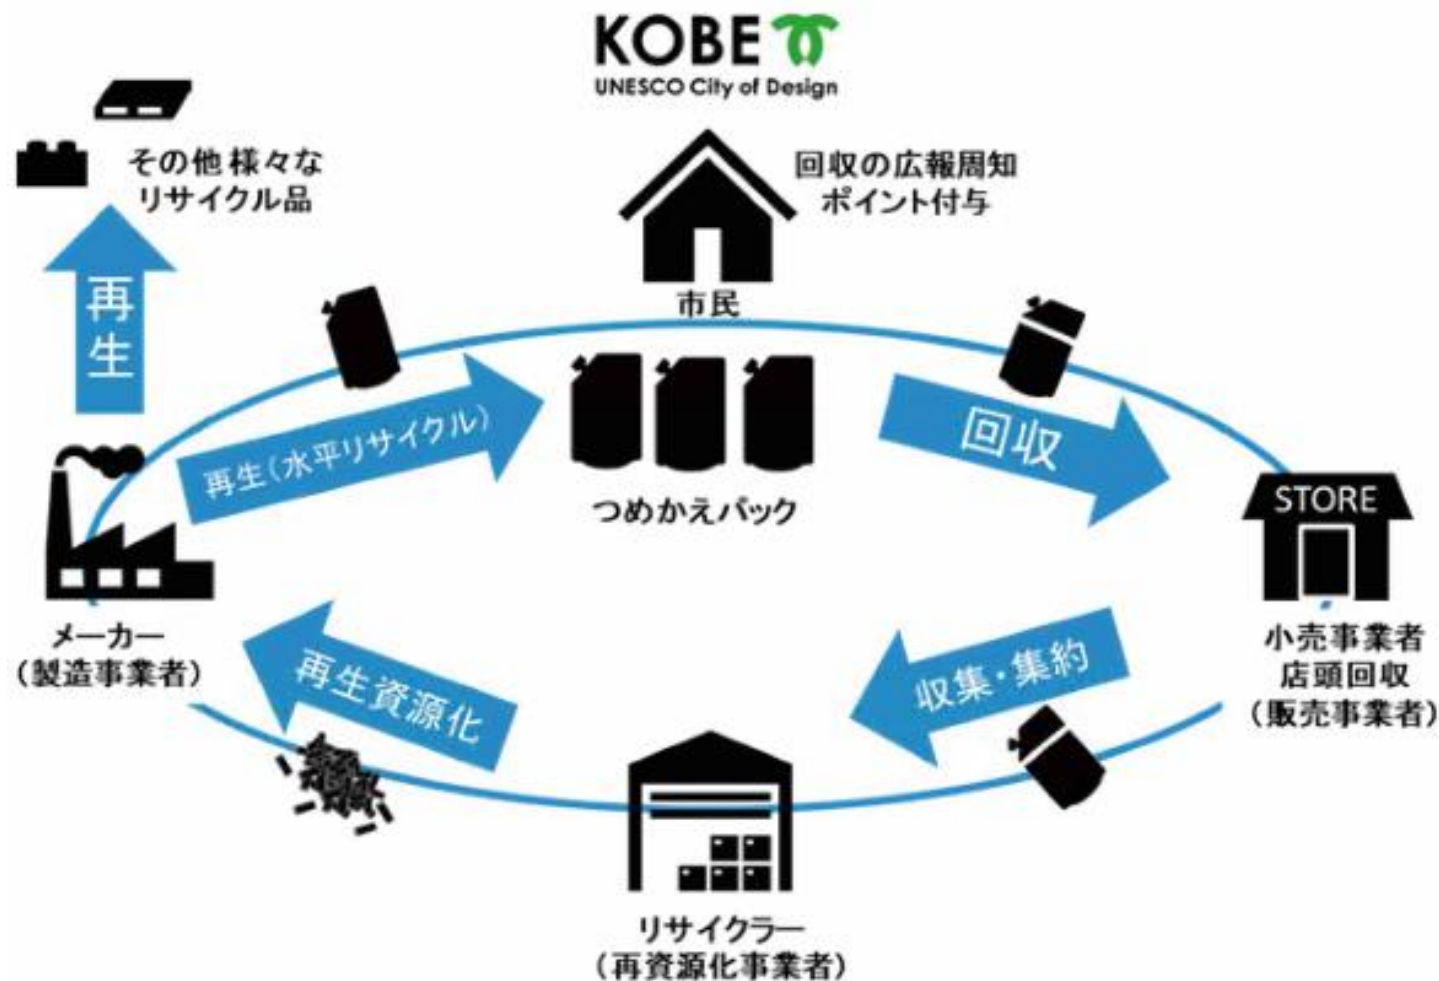 KOBE
UNESCO City of Design
その他 様々な
リサイクル品
回収の広報周知
ポイント付与
再生
市民
再生(水平リサイクル)
回収
つめかえパック
STORE
メーカー
(製造事業者)
小売事業者
店頭回収
(販売事業者)
再生資源化
収集・集約
リサイクラー
(再資源化事業者)